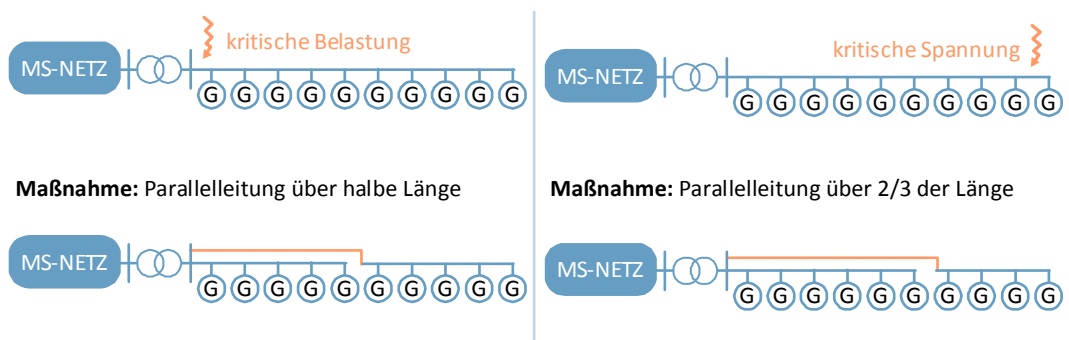 kritische Belastung
MS-NETZ
G G G G G G G G G G
Maßnahme: Parallelleitung über halbe Länge
MS-NETZ
G G G G G G G G G G
kritische Spannung
MS-NETZ
G G G G G G G G G G
Maßnahme: Parallelleitung über 2/3 der Länge
MS-NETZ
G G G G G G G G G G